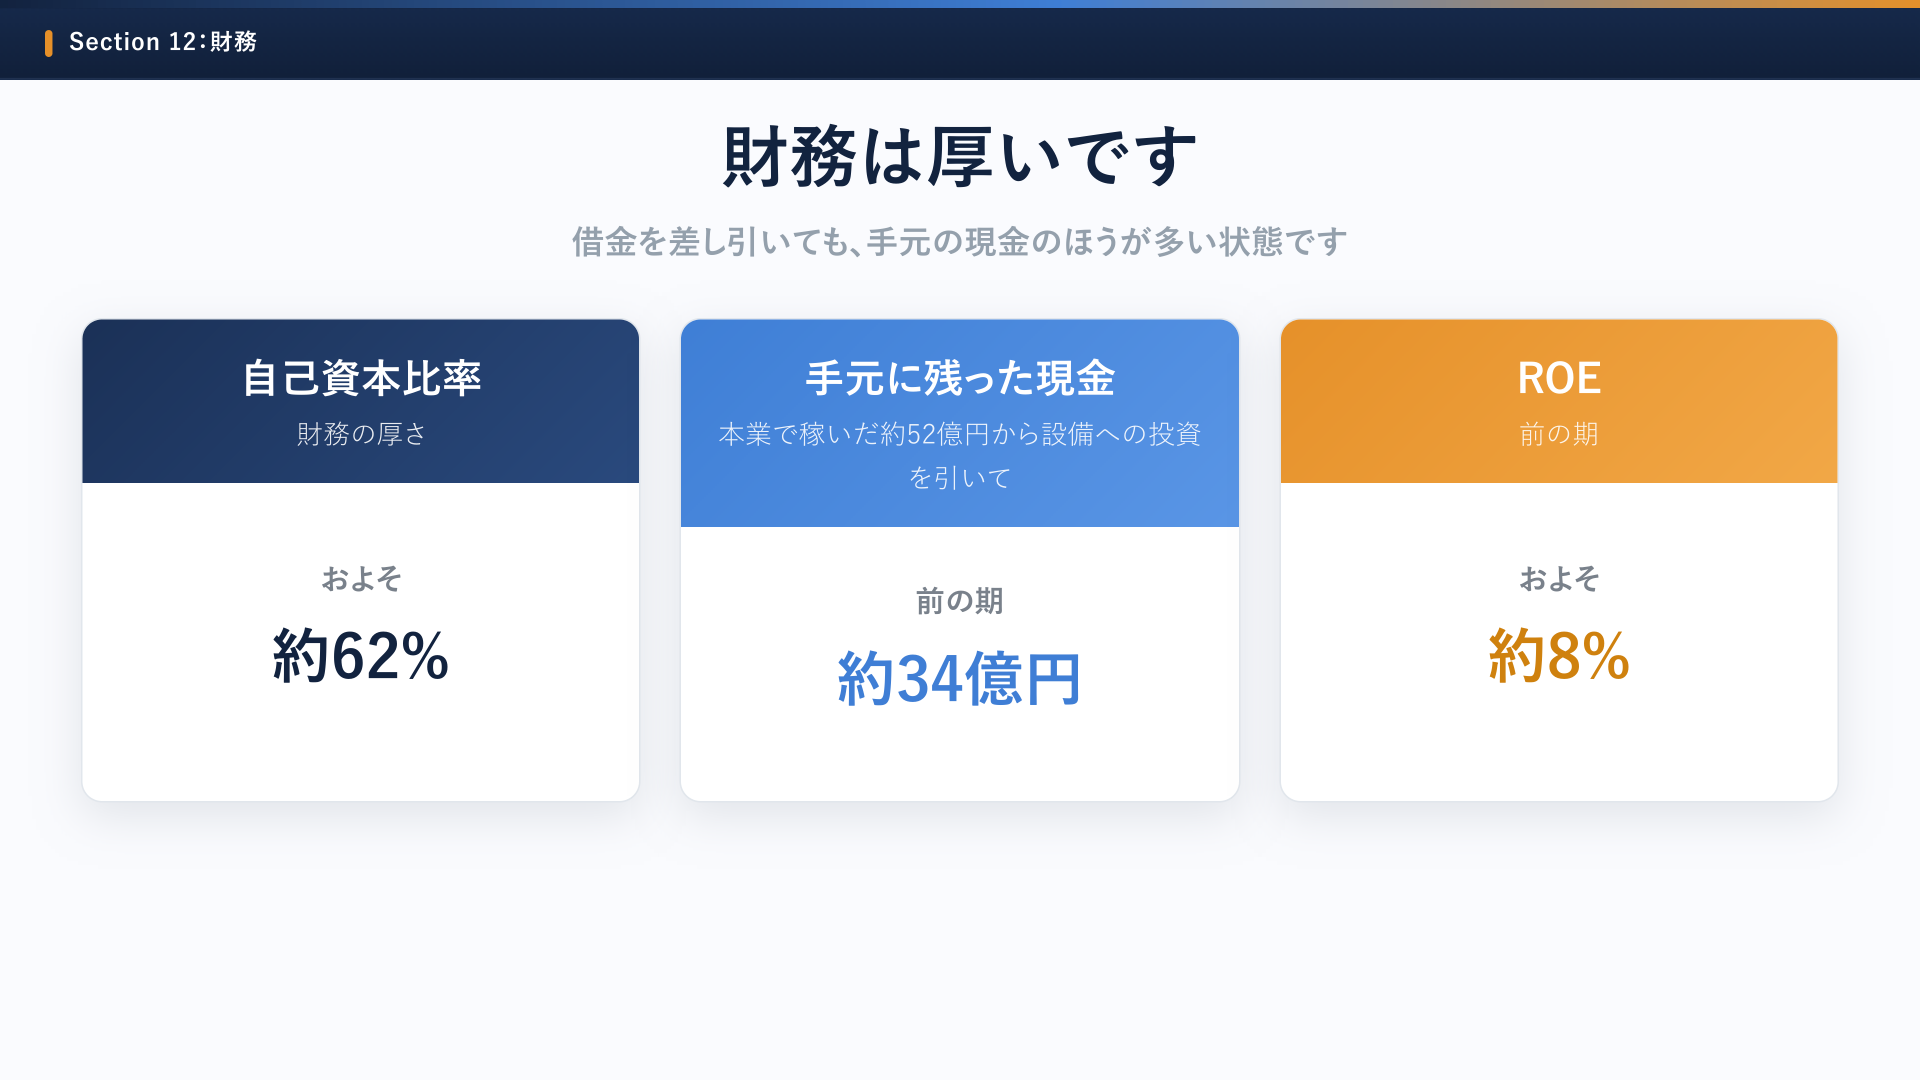 Section 12：財務
財務は厚いです
借金を差し引いても、手元の現金のほうが多い状態です
自己資本比率
財務の厚さ
およそ
約62%
手元に残った現金
本業で稼いだ約52億円から設備への投資
を引いて
前の期
約34億円
ROE
前の期
およそ
約8%